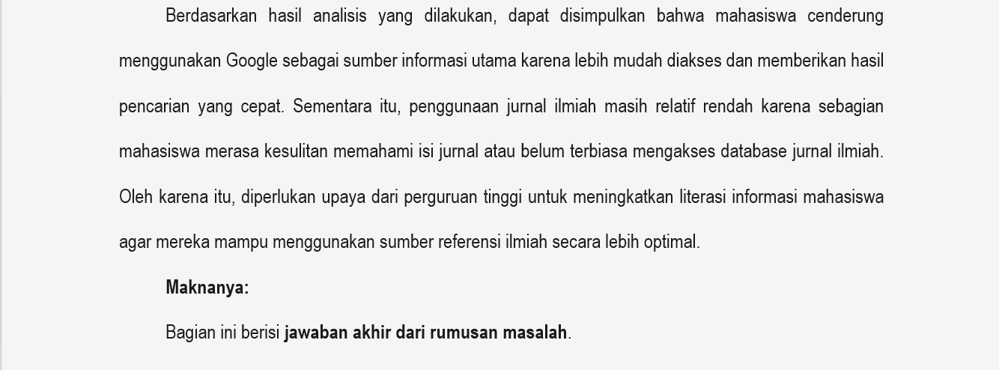 Berdasarkan hasil analisis yang dilakukan, dapat disimpulkan bahwa mahasiswa cenderung
menggunakan Google sebagai sumber informasi utama karena lebih mudah diakses dan memberikan hasil
pencarian yang cepat. Sementara itu, penggunaan jurnal ilmiah masih relatif rendah karena sebagian
mahasiswa merasa kesulitan memahami isi jurnal atau belum terbiasa mengakses database jurnal ilmiah.
Oleh karena itu, diperlukan upaya dari perguruan tinggi untuk meningkatkan literasi informasi mahasiswa
agar mereka mampu menggunakan sumber referensi ilmiah secara lebih optimal.
Maknanya:
Bagian ini berisi jawaban akhir dari rumusan masalah.